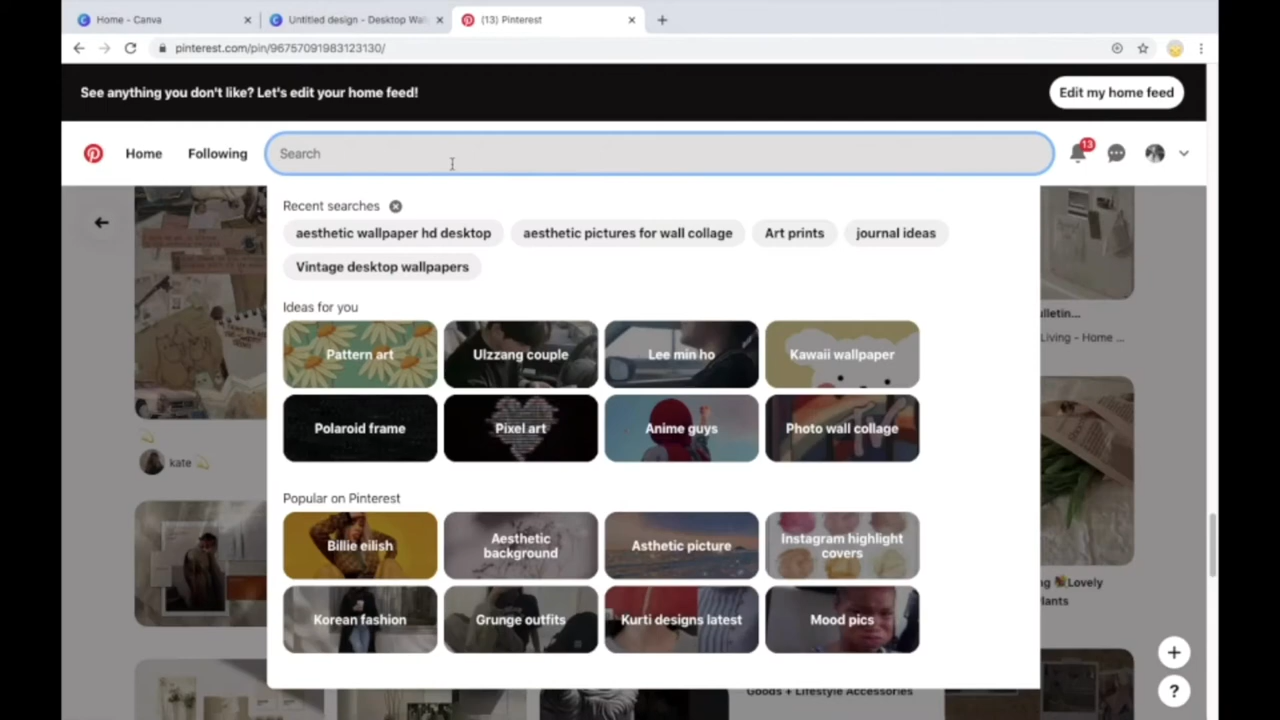 Home - Canva
Untitled design - Desktop Wal
(13) Pinterest
pinterest.com/pin/96757091983123130/
See anything you don't like? Let's edit your home feed!
Edit my home feed
Home
Following
Search
13
Recent searches
aesthetic wallpaper hd desktop
aesthetic pictures for wall collage
Art prints
journal ideas
Vintage desktop wallpapers
Ideas for you
Pattern art
Ulzzang couple
Lee min ho
Kawaii wallpaper
Polaroid frame
Pixel art
Anime guys
Photo wall collage
Popular on Pinterest
Billie eilish
Aesthetic
background
Asthetic picture
Instagram highlight
covers
Korean fashion
Grunge outfits
Kurti designs latest
Mood pics
kate
ulletin...
Living - Home ...
ng Lovely
Plants
Goods + Lifestyle Accessories
+
?